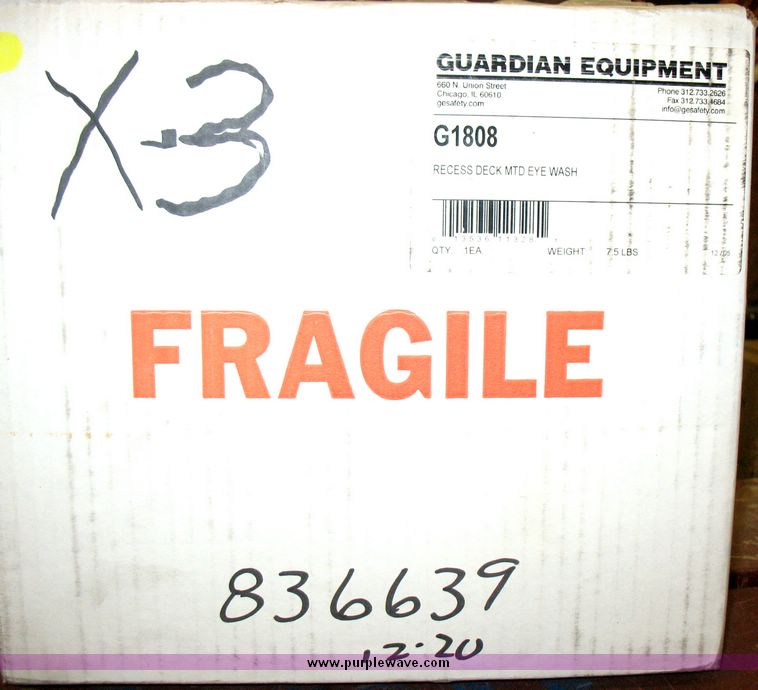 X-3
GUARDIAN EQUIPMENT
660 N. Union Street
Chicago, IL 60610
gesafety.com
Phone 312.733.2626
Fax 312.733.4684
info@gesafety.com
G1808
RECESS DECK MTD EYE WASH
QTY 1EA WEIGHT 7.5 LBS 12/05
FRAGILE
836639
12-20
www.purplewave.com